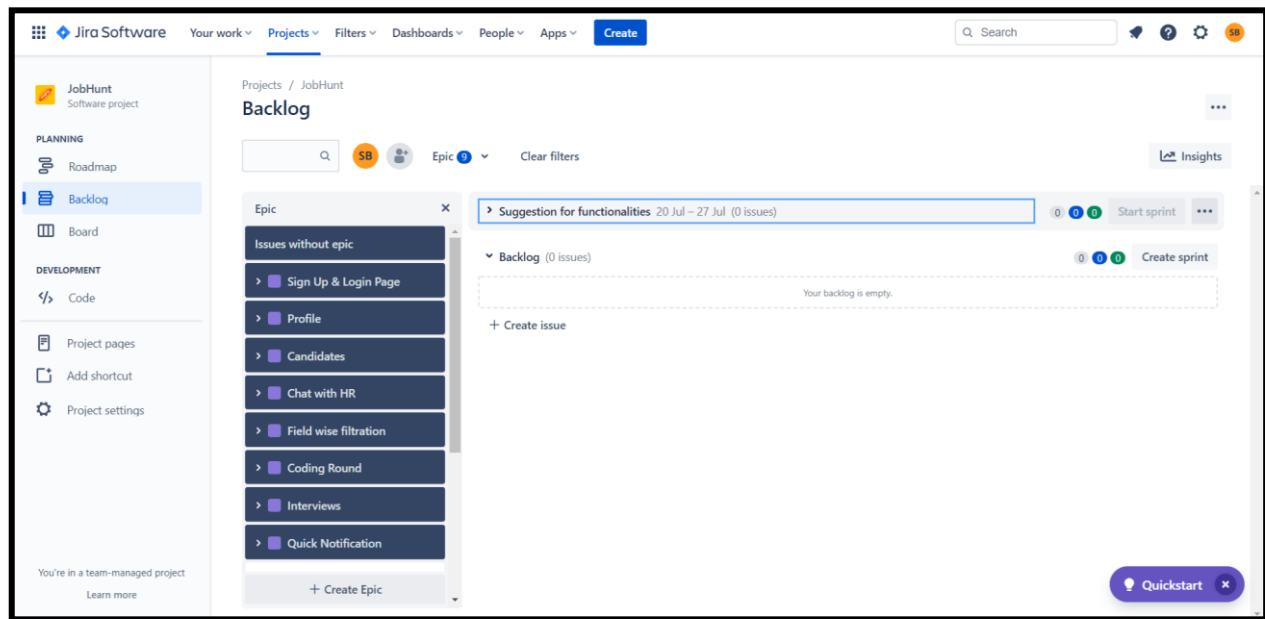 Jira Software Your work Projects Filters Dashboards People Apps Create Search SB
JobHunt
Software project
PLANNING
Roadmap
Backlog
Board
DEVELOPMENT
Code
Project pages
Add shortcut
Project settings
You're in a team-managed project
Learn more
Projects / JobHunt
Backlog
SB Epic 9 Clear filters Insights
Epic
Issues without epic
Sign Up & Login Page
Profile
Candidates
Chat with HR
Field wise filtration
Coding Round
Interviews
Quick Notification
+ Create Epic
Suggestion for functionalities 20 Jul – 27 Jul (0 issues) 0 0 0 Start sprint
Backlog (0 issues) 0 0 0 Create sprint
Your backlog is empty.
+ Create issue
Quickstart